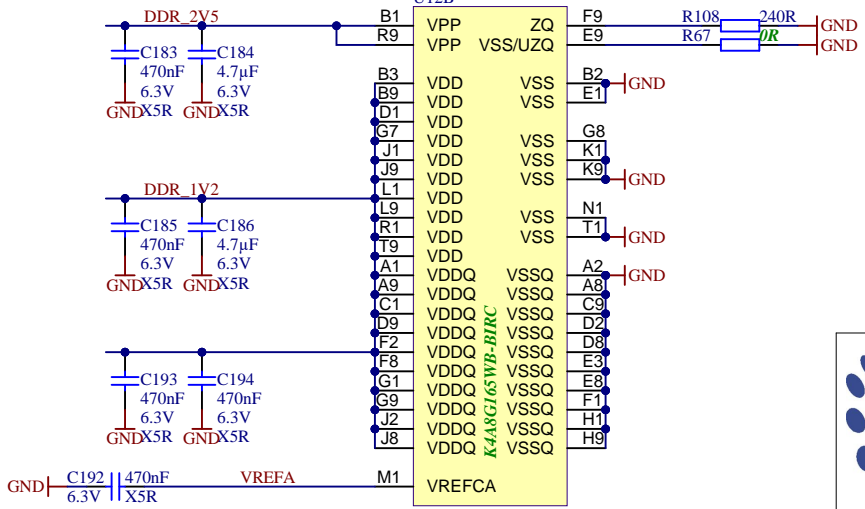 DDR_2V5 B1 VPP ZQ F9 R108 240R GND
R9 VPP VSS/UZQ E9 R67 0R GND
C183 C184
470nF 4.7µF
6.3V 6.3V
GND X5R GND X5R
B3 VDD VSS B2 GND
B9 VDD VSS E1
D1 VDD
G7 VDD VSS G8
J1 VDD VSS K1
J9 VDD VSS K9 GND
DDR_1V2 L1 VDD
L9 VDD VSS N1
R1 VDD VSS T1 GND
T9 VDD
C185 C186
470nF 4.7µF
6.3V 6.3V
GND X5R GND X5R
A1 VDDQ VSSQ A2 GND
A9 VDDQ VSSQ A8
C1 VDDQ VSSQ C9
D9 VDDQ VSSQ D2
F2 VDDQ VSSQ D8
F8 VDDQ VSSQ E3
G1 VDDQ VSSQ E8
G9 VDDQ VSSQ F1
J2 VDDQ VSSQ H1
J8 VDDQ VSSQ H9
K4A8G165WB-BIRC
C193 C194
470nF 470nF
6.3V 6.3V
GND X5R GND X5R
GND C192 470nF VREFA M1 VREFCA
6.3V X5R